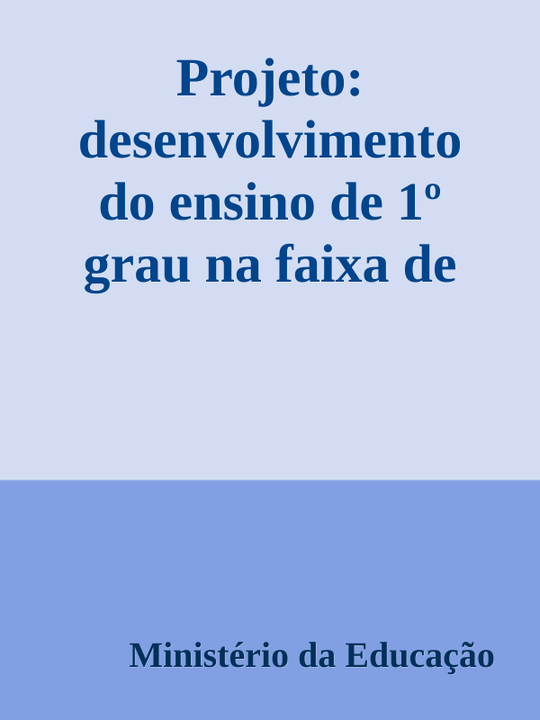 Projeto:
desenvolvimento
do ensino de 1º
grau na faixa de
Ministério da Educação